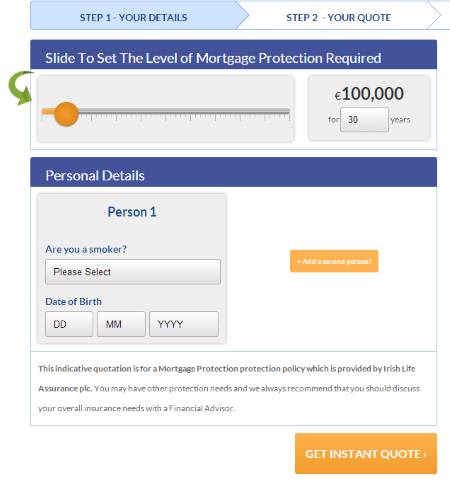 STEP 1 - YOUR DETAILS
STEP 2 - YOUR QUOTE
Slide To Set The Level of Mortgage Protection Required
€100,000
for 30 years
Personal Details
Person 1
Are you a smoker?
Please Select
+ Add a second person?
Date of Birth
DD MM YYYY
This indicative quotation is for a Mortgage Protection protection policy which is provided by Irish Life
Assurance plc. You may have other protection needs and we always recommend that you should discuss
your overall insurance needs with a Financial Advisor.
GET INSTANT QUOTE ›